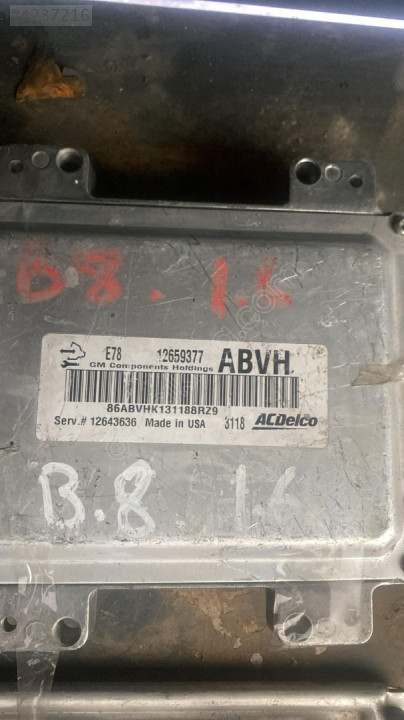 B.8 . 1.6
E78 12659377 ABVH
GM Components Holdings
86ABVHK131188RZ9
Serv.# 12643636 Made in USA 3118 ACDelco
B.8 1.6